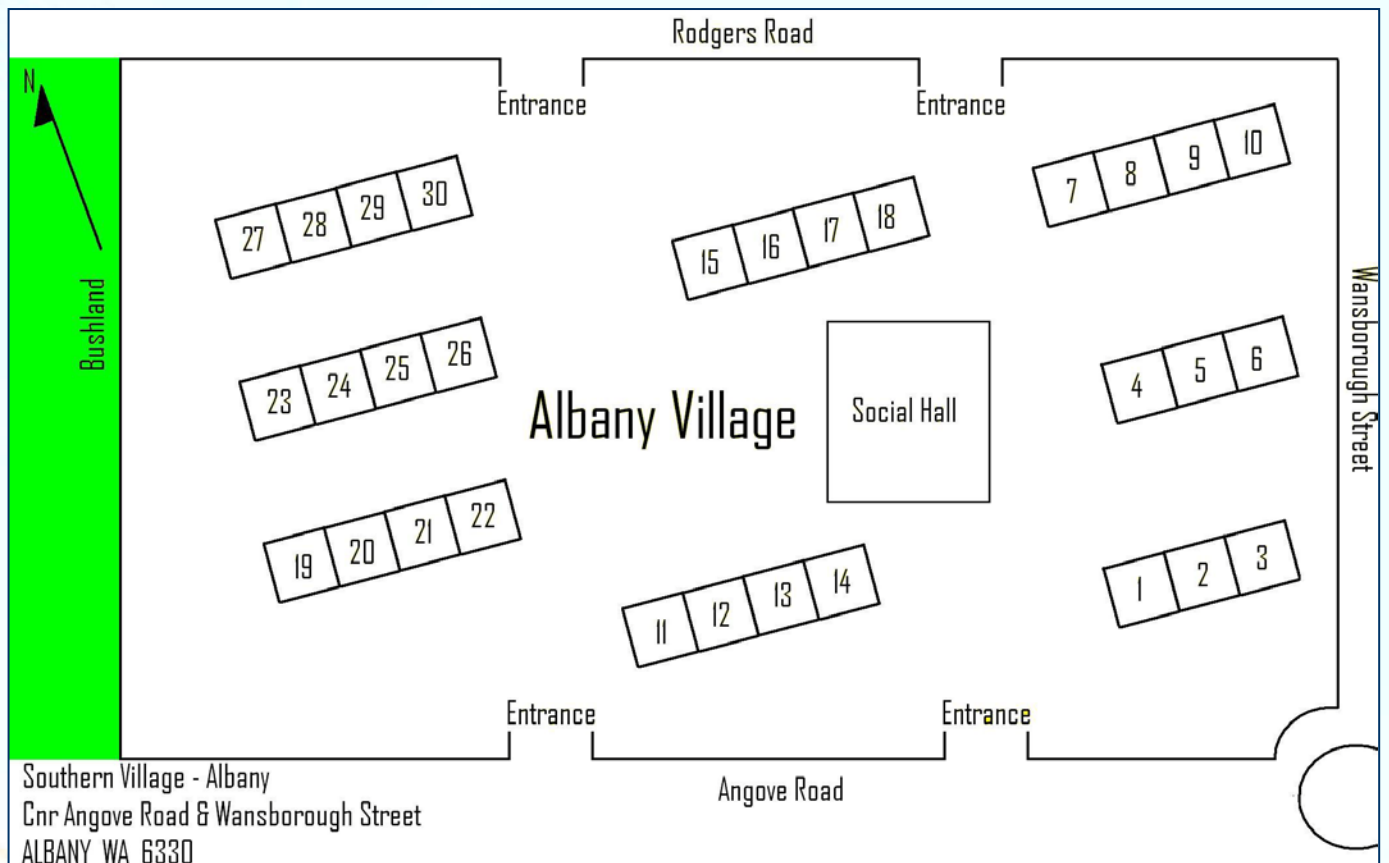 Rodgers Road
N
Entrance
Entrance
7 8 9 10
27 28 29 30
15 16 17 18
Bushland
Wansborough Street
23 24 25 26
4 5 6
Albany Village
Social Hall
19 20 21 22
1 2 3
11 12 13 14
Entrance
Entrance
Angove Road
Southern Village - Albany
Cnr Angove Road & Wansborough Street
ALBANY WA 6330